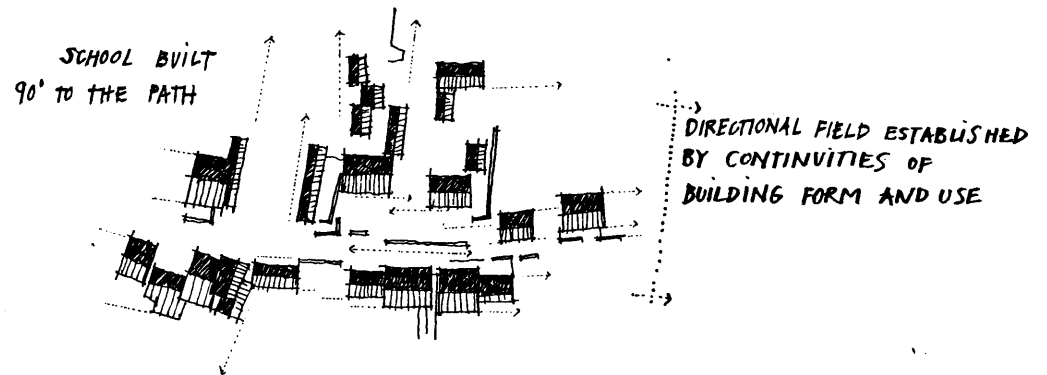 SCHOOL BUILT
90° TO THE PATH
DIRECTIONAL FIELD ESTABLISHED
BY CONTINUITIES OF
BUILDING FORM AND USE